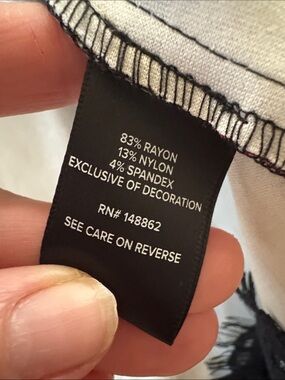 83% RAYON
13% NYLON
4% SPANDEX
EXCLUSIVE OF DECORATION
RN# 148862
SEE CARE ON REVERSE